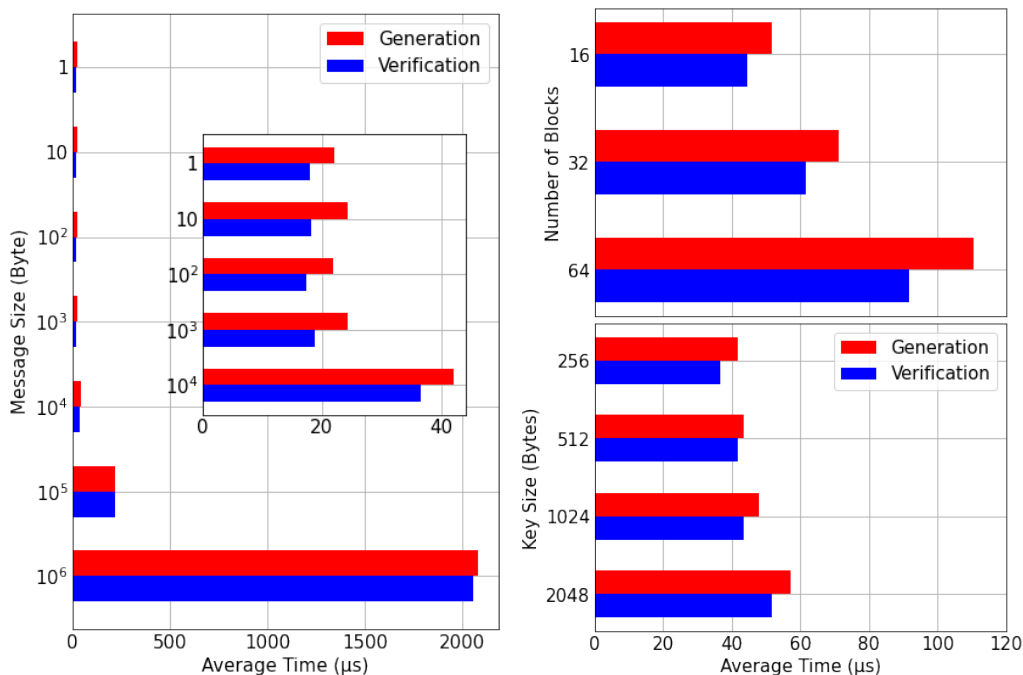 Generation
Verification
1
10
10²
10³
10⁴
10⁵
10⁶
Message Size (Byte)
0 500 1000 1500 2000
Average Time (μs)
1
10
10²
10³
10⁴
0 20 40
16
32
64
Number of Blocks
Generation
Verification
256
512
1024
2048
Key Size (Bytes)
0 20 40 60 80 100 120
Average Time (μs)